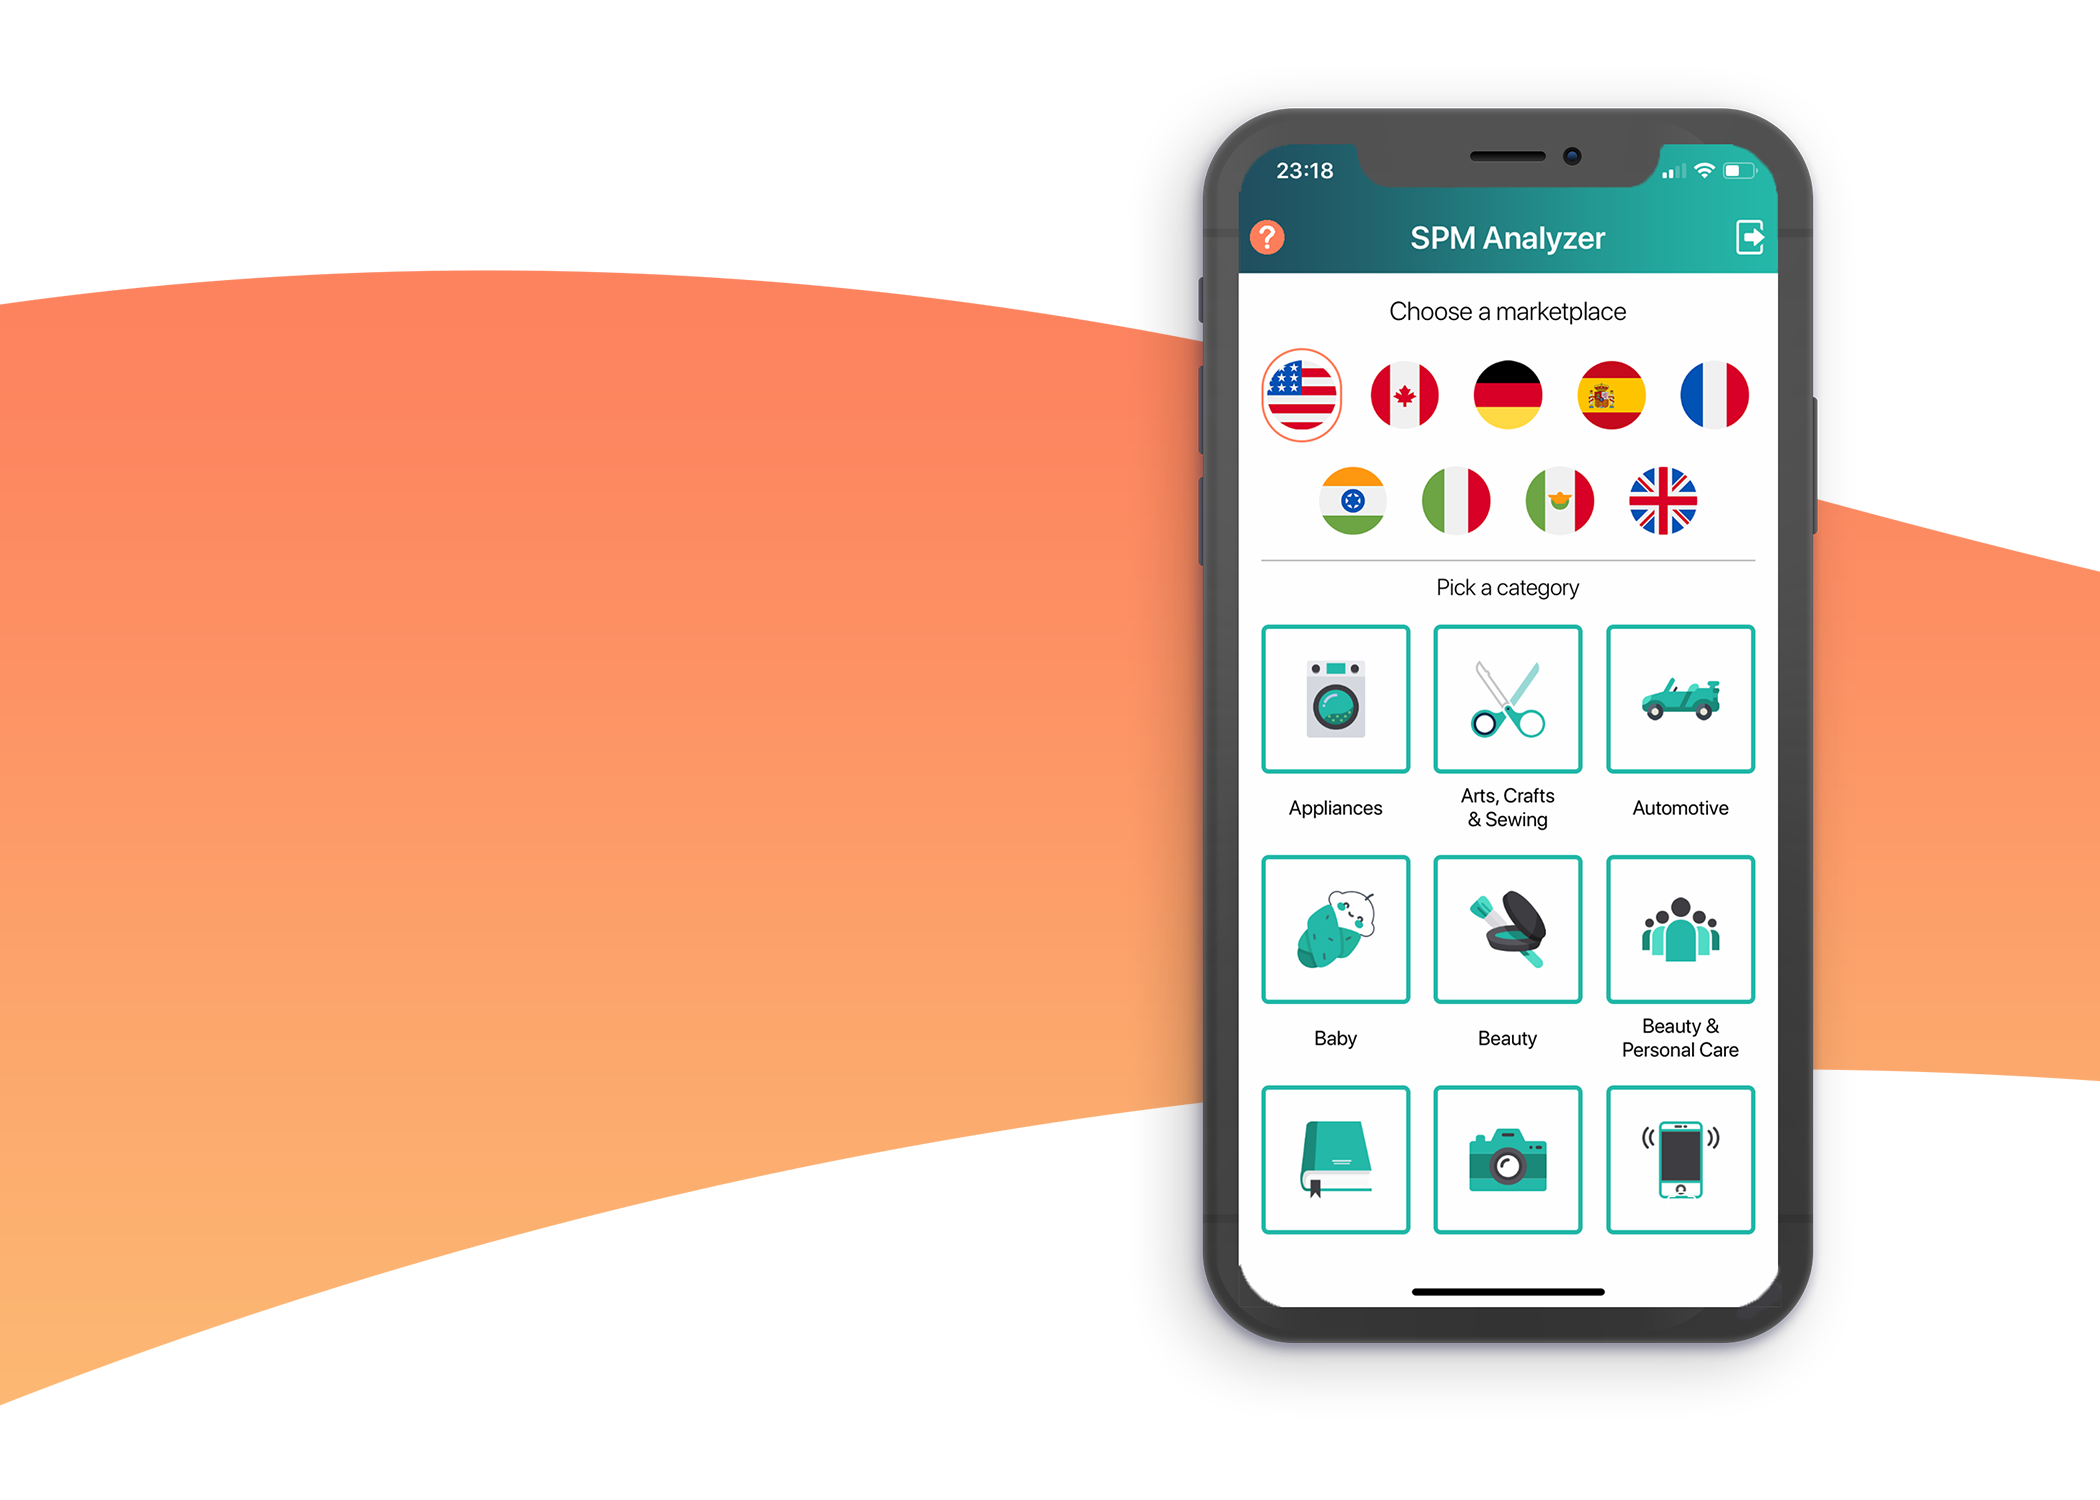 23:18
SPM Analyzer
Choose a marketplace
Pick a category
Appliances
Arts, Crafts
& Sewing
Automotive
Baby
Beauty
Beauty &
Personal Care